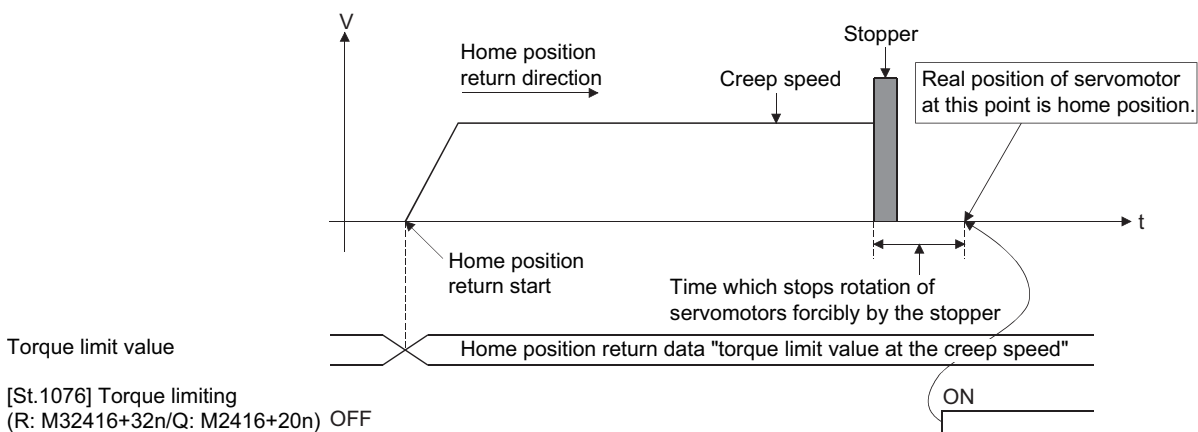 V
Stopper
Home position
return direction
Creep speed
Real position of servomotor
at this point is home position.
t
Home position
return start
Time which stops rotation of
servomotors forcibly by the stopper
Torque limit value
Home position return data "torque limit value at the creep speed"
[St.1076] Torque limiting
(R: M32416+32n/Q: M2416+20n) OFF
ON